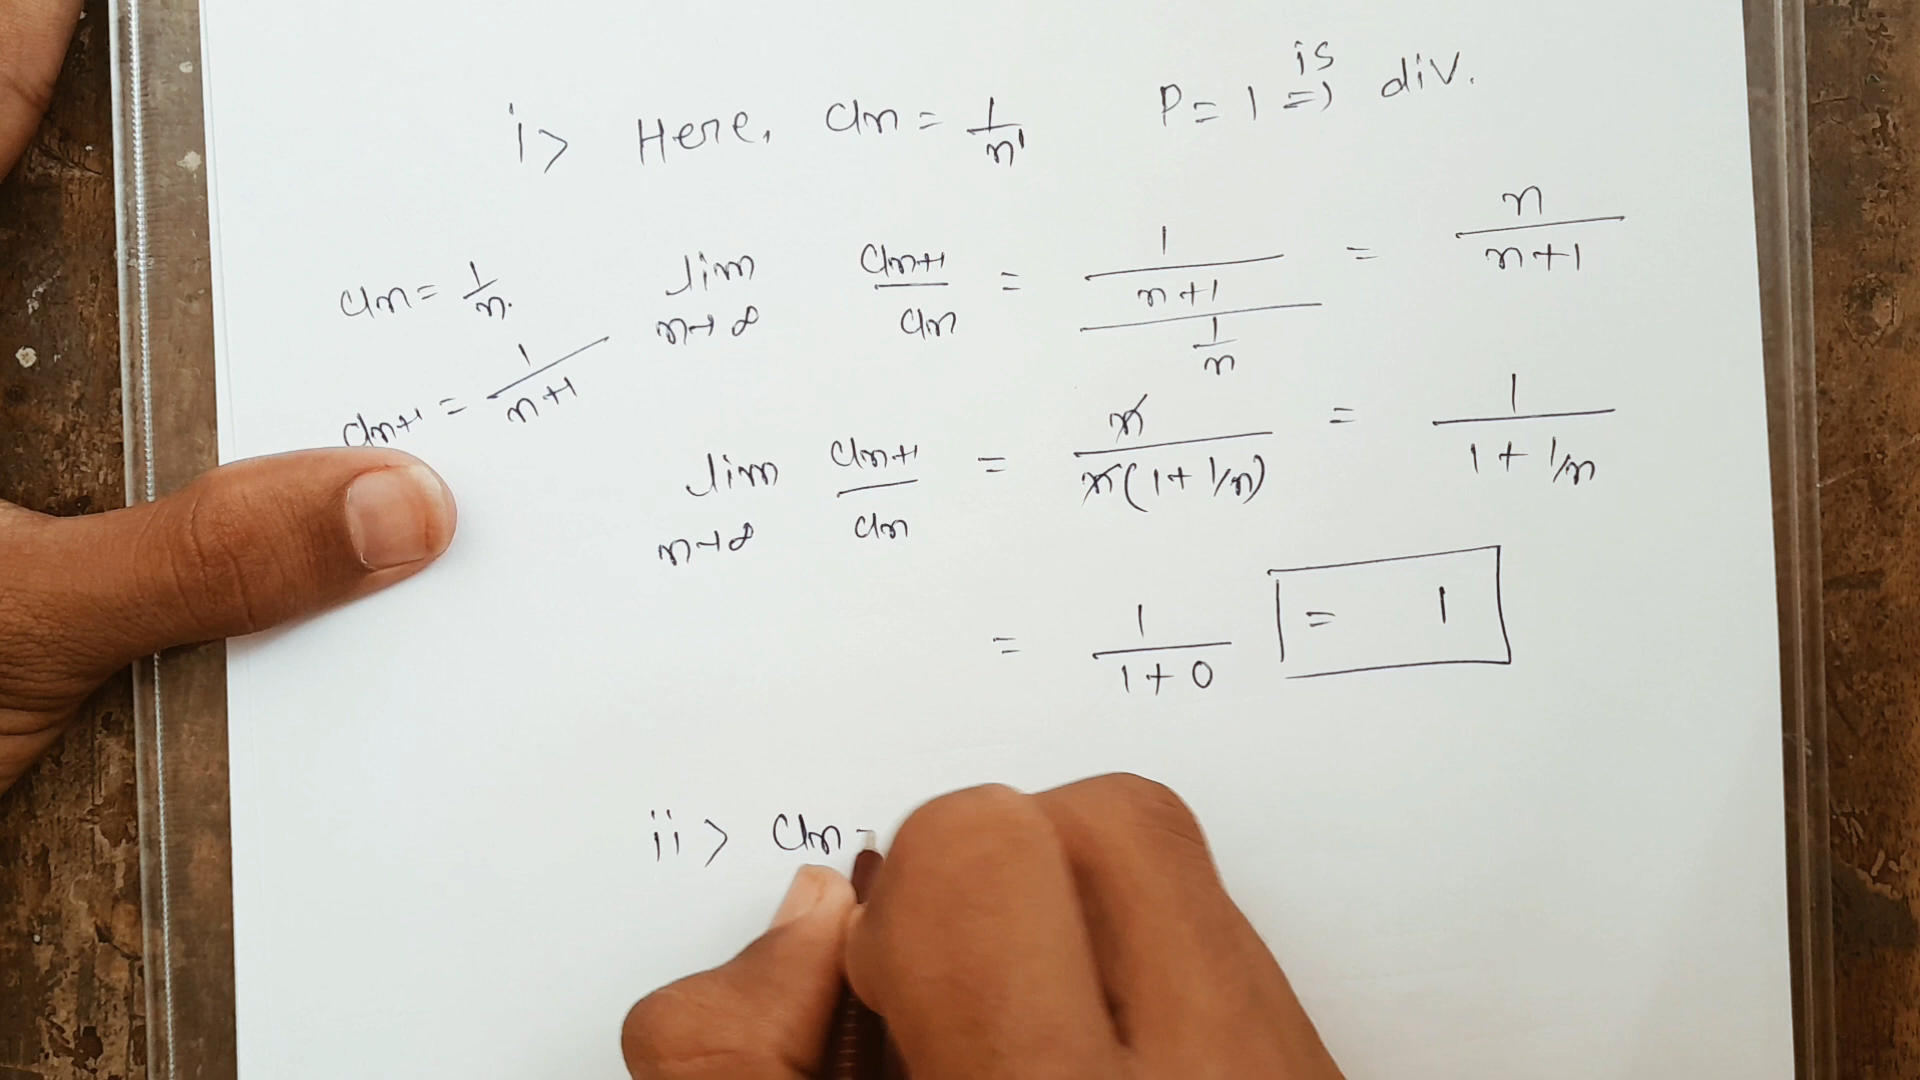 i> Here, an = 1/n¹ P = 1 => is div.
an = 1/n.
an+1 = 1/n+1
lim n→∞ an+1/an = 1/n+1 / 1/n = n/n+1
lim n→∞ an+1/an = n/n(1+1/n) = 1/1+1/n
= 1/1+0 = 1
ii> an =